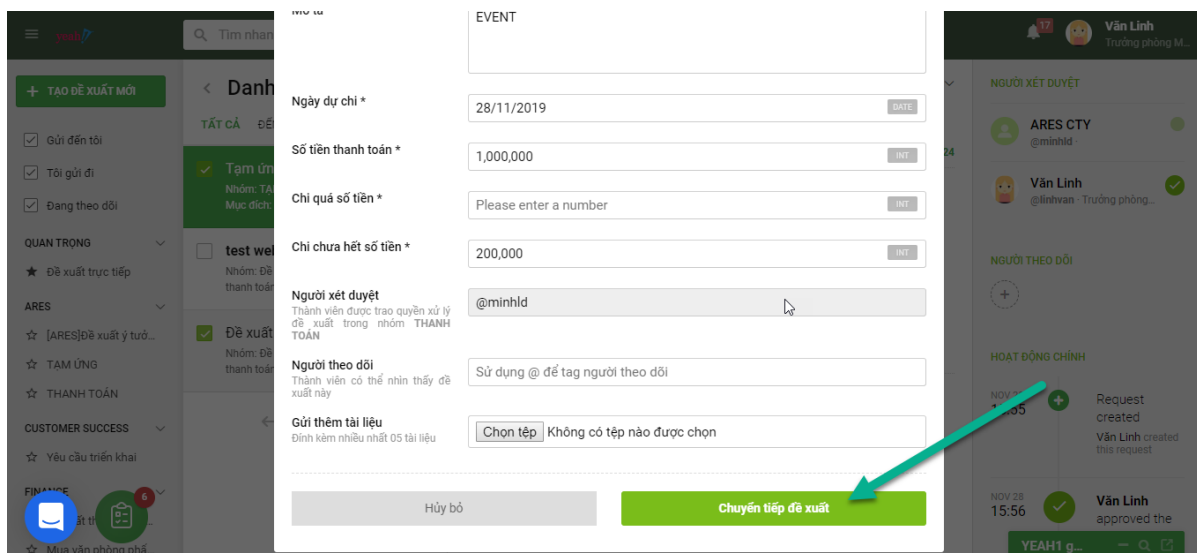 yeah1
Tìm nhan
17
Văn Linh
Trưởng phòng M...
+ TẠO ĐỀ XUẤT MỚI
Gửi đến tôi
Tôi gửi đi
Đang theo dõi
QUAN TRỌNG
Đề xuất trực tiếp
ARES
[ARES]Đề xuất ý tưở...
TẠM ỨNG
THANH TOÁN
CUSTOMER SUCCESS
Yêu cầu triển khai
FINANCE
6
Mua văn phòng phẩ
< Danh
TẤT CẢ ĐẾ
Tạm ứn
Nhóm: TẠ
Mục đích:
test wel
Nhóm: Đề
thanh toán
Đề xuất
Nhóm: Đề
thanh toán
Mô tả
EVENT
Ngày dự chi *
28/11/2019
DATE
Số tiền thanh toán *
1,000,000
INT
Chi quá số tiền *
Please enter a number
INT
Chi chưa hết số tiền *
200,000
INT
Người xét duyệt
Thành viên được trao quyền xử lý
đề xuất trong nhóm THANH
TOÁN
@minhld
Người theo dõi
Thành viên có thể nhìn thấy đề
xuất này
Sử dụng @ để tag người theo dõi
Gửi thêm tài liệu
Đính kèm nhiều nhất 05 tài liệu
Chọn tệp Không có tệp nào được chọn
Hủy bỏ
Chuyển tiếp đề xuất
24
NGƯỜI XÉT DUYỆT
ARES CTY
@minhld ·
Văn Linh
@linhvan · Trưởng phòng...
NGƯỜI THEO DÕI
+
HOẠT ĐỘNG CHÍNH
Request
created
Văn Linh created
this request
NOV 28
15:56
Văn Linh
approved the
YEAH1 g...